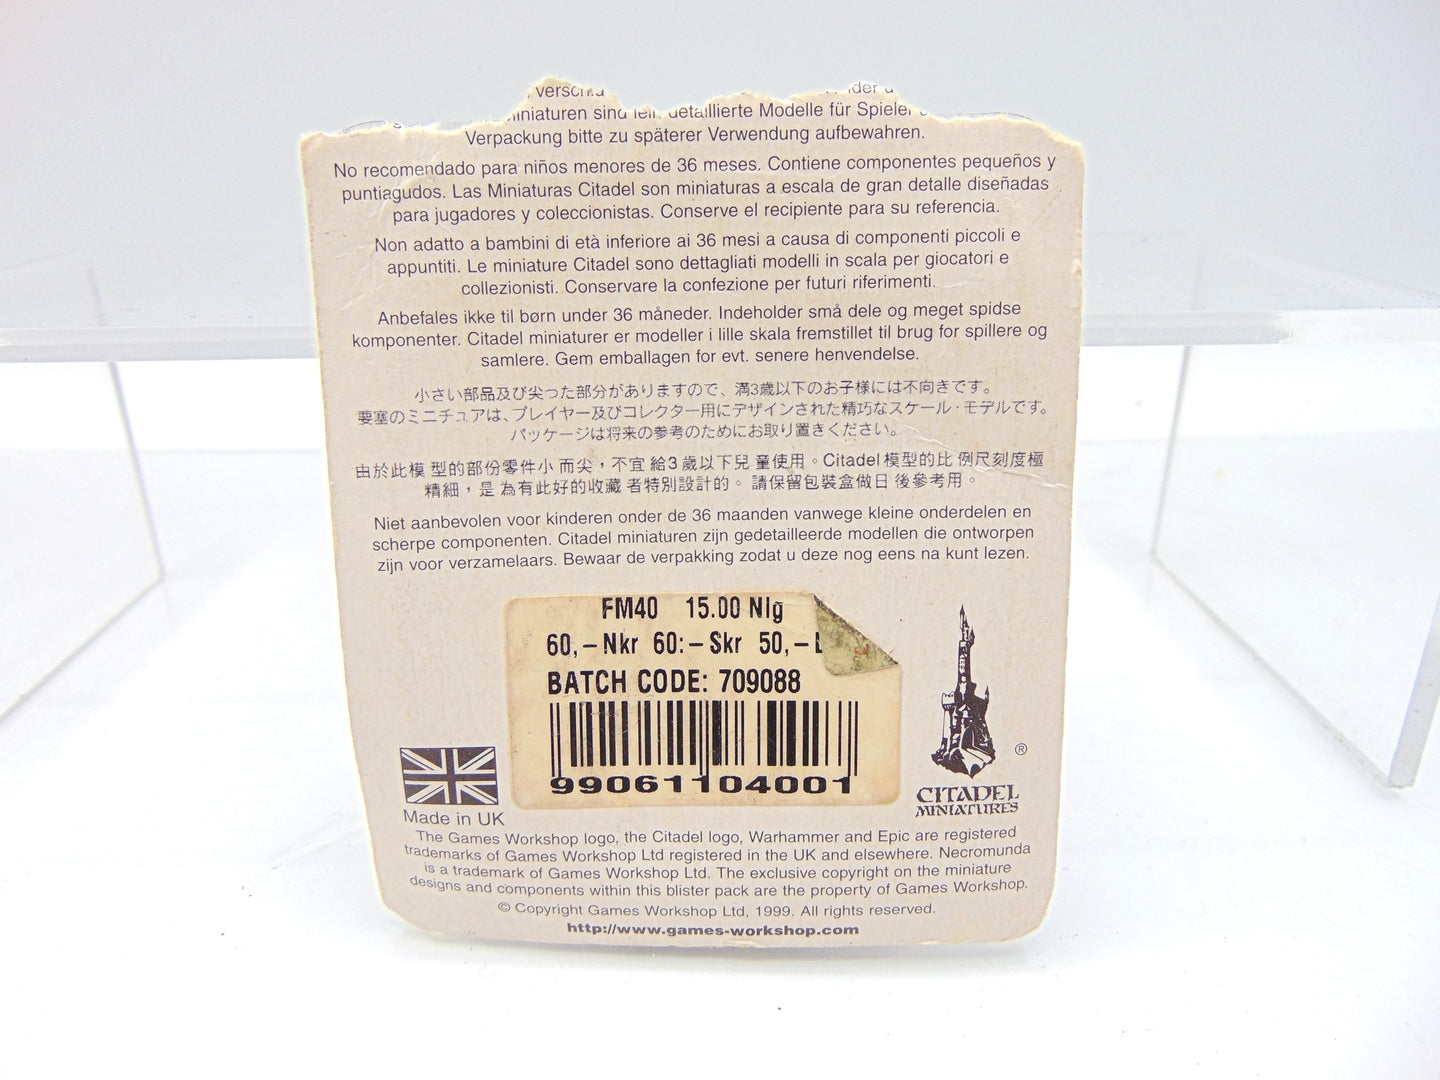 detaillierte Modelle für Spieler
Verpackung bitte zu späterer Verwendung aufbewahren.
No recomendado para niños menores de 36 meses. Contiene componentes pequeños y
puntiagudos. Las Miniaturas Citadel son miniaturas a escala de gran detalle diseñadas
para jugadores y coleccionistas. Conserve el recipiente para su referencia.
Non adatto a bambini di età inferiore ai 36 mesi a causa di componenti piccoli e
appuntiti. Le miniature Citadel sono dettagliati modelli in scala per giocatori e
collezionisti. Conservare la confezione per futuri riferimenti.
Anbefales ikke til børn under 36 måneder. Indeholder små dele og meget spidse
komponenter. Citadel miniaturer er modeller i lille skala fremstillet til brug for spillere og
samlere. Gem emballagen for evt. senere henvendelse.
小さい部品及び尖った部分がありますので、満3歳以下のお子様には不向きです。
要塞のミニチュアは、プレイヤー及びコレクター用にデザインされた精巧なスケール・モデルです。
パッケージは将来の参考のためにお取り置きください。
由於此模型的部份零件小而尖，不宜給3歲以下兒童使用。Citadel模型的比例尺刻度極
精細，是為有此好的收藏者特別設計的。請保留包裝盒做日後參考用。
Niet aanbevolen voor kinderen onder de 36 maanden vanwege kleine onderdelen en
scherpe componenten. Citadel miniaturen zijn gedetailleerde modellen die ontworpen
zijn voor verzamelaars. Bewaar de verpakking zodat u deze nog eens na kunt lezen.
FM40 15.00 Nlg
60,-Nkr 60:-Skr 50,-
BATCH CODE: 709088
99061104001
Made in UK
®
CITADEL
MINIATURES
The Games Workshop logo, the Citadel logo, Warhammer and Epic are registered
trademarks of Games Workshop Ltd registered in the UK and elsewhere. Necromunda
is a trademark of Games Workshop Ltd. The exclusive copyright on the miniature
designs and components within this blister pack are the property of Games Workshop.
© Copyright Games Workshop Ltd, 1999. All rights reserved.
http://www.games-workshop.com